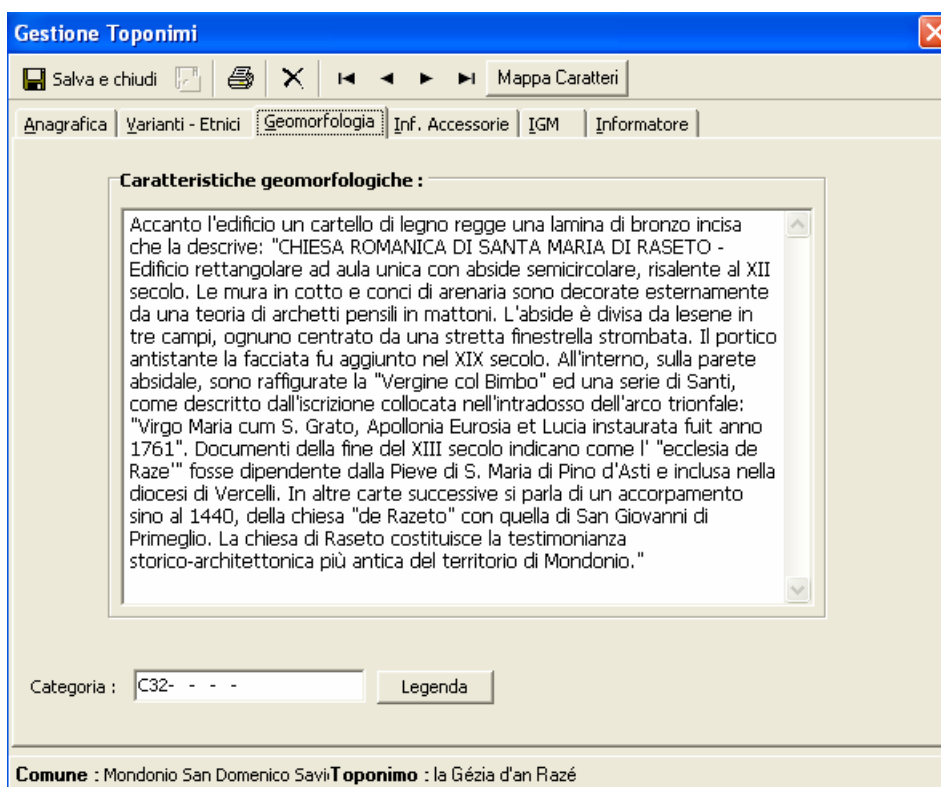 Gestione Toponimi
Salva e chiudi Mappa Caratteri
Anagrafica Varianti - Etnici Geomorfologia Inf. Accessorie IGM Informatore
Caratteristiche geomorfologiche :
Accanto l'edificio un cartello di legno regge una lamina di bronzo incisa
che la descrive: "CHIESA ROMANICA DI SANTA MARIA DI RASETO -
Edificio rettangolare ad aula unica con abside semicircolare, risalente al XII
secolo. Le mura in cotto e conci di arenaria sono decorate esternamente
da una teoria di archetti pensili in mattoni. L'abside è divisa da lesene in
tre campi, ognuno centrato da una stretta finestrella strombata. Il portico
antistante la facciata fu aggiunto nel XIX secolo. All'interno, sulla parete
absidale, sono raffigurate la "Vergine col Bimbo" ed una serie di Santi,
come descritto dall'iscrizione collocata nell'intradosso dell'arco trionfale:
"Virgo Maria cum S. Grato, Apollonia Eurosia et Lucia instaurata fuit anno
1761". Documenti della fine del XIII secolo indicano come l' "ecclesia de
Raze'" fosse dipendente dalla Pieve di S. Maria di Pino d'Asti e inclusa nella
diocesi di Vercelli. In altre carte successive si parla di un accorpamento
sino al 1440, della chiesa "de Razeto" con quella di San Giovanni di
Primeglio. La chiesa di Raseto costituisce la testimonianza
storico-architettonica più antica del territorio di Mondonio."
Categoria : C32- - - - Legenda
Comune : Mondonio San Domenico Savi Toponimo : la Gézia d'an Razé